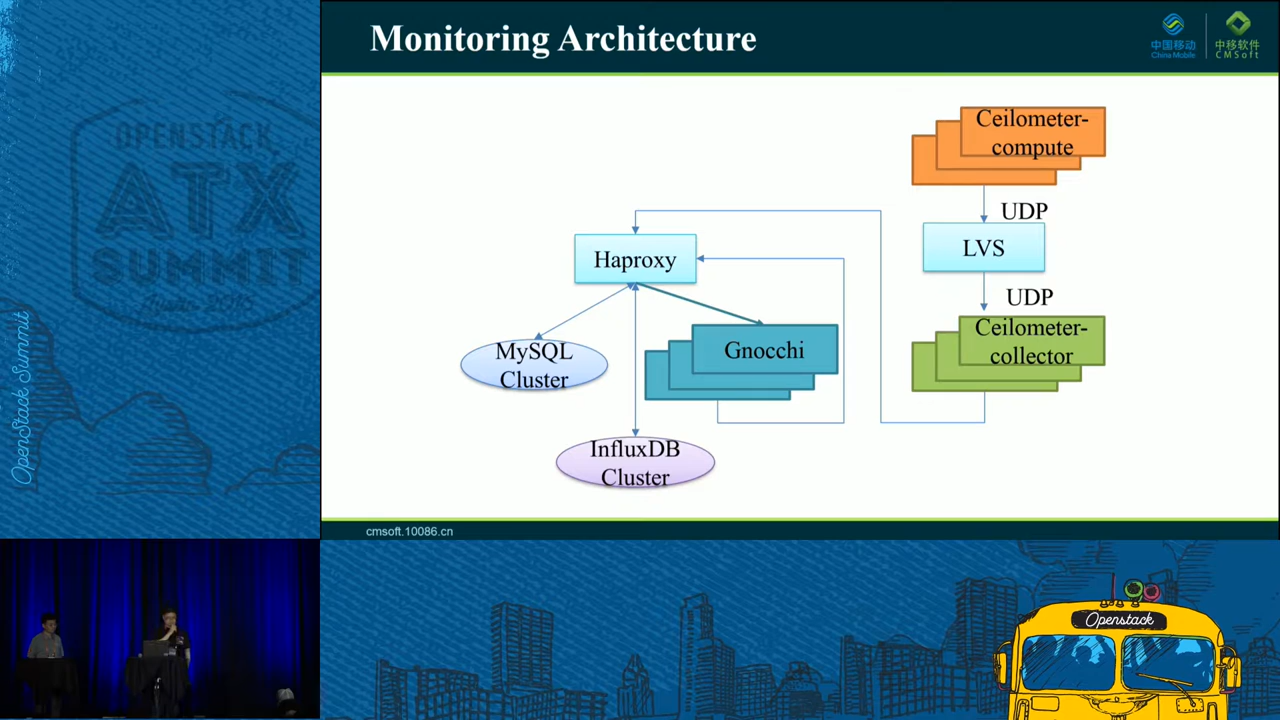 Monitoring Architecture
中国移动
China Mobile
中移软件
CMSoft
Ceilometer-
compute
UDP
LVS
UDP
Ceilometer-
collector
Haproxy
MySQL
Cluster
Gnocchi
InfluxDB
Cluster
cmsoft.10086.cn
OPENSTACK
ATX
SUMMIT
OpenStack Summit
Openstack